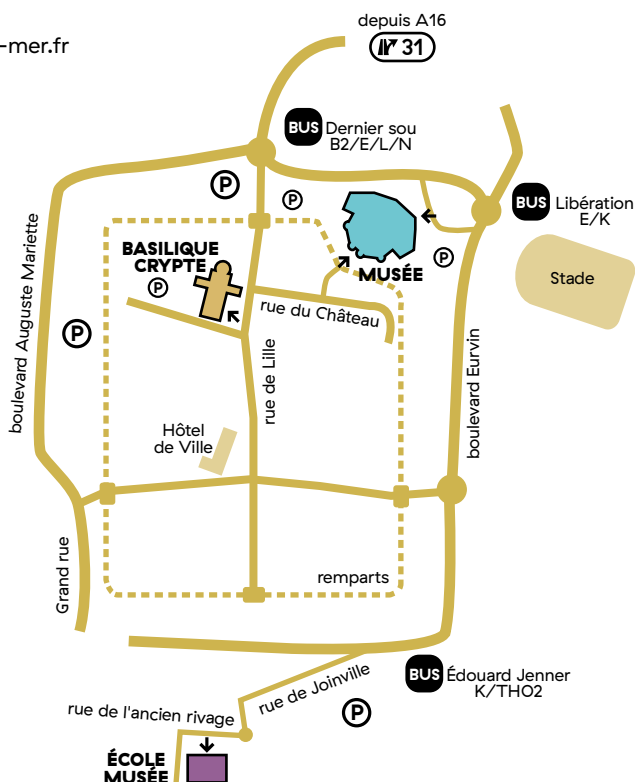 depuis A16
31
-mer.fr
BUS
Dernier sou
B2/E/L/N
P
P
BUS
Libération
E/K
boulevard Auguste Mariette
BASILIQUE
CRYPTE
P
MUSÉE
P
Stade
rue du Château
P
rue de Lille
boulevard Eurvin
Hôtel
de Ville
Grand rue
remparts
BUS
Édouard Jenner
K/THO2
rue de Joinville
P
rue de l'ancien rivage
ÉCOLE
MUSÉE